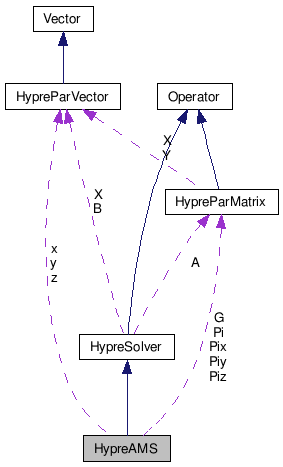 Vector
HypreParVector
Operator
X
Y
HypreParMatrix
X
B
x
y
z
A
G
Pi
Pix
Piy
Piz
HypreSolver
HypreAMS